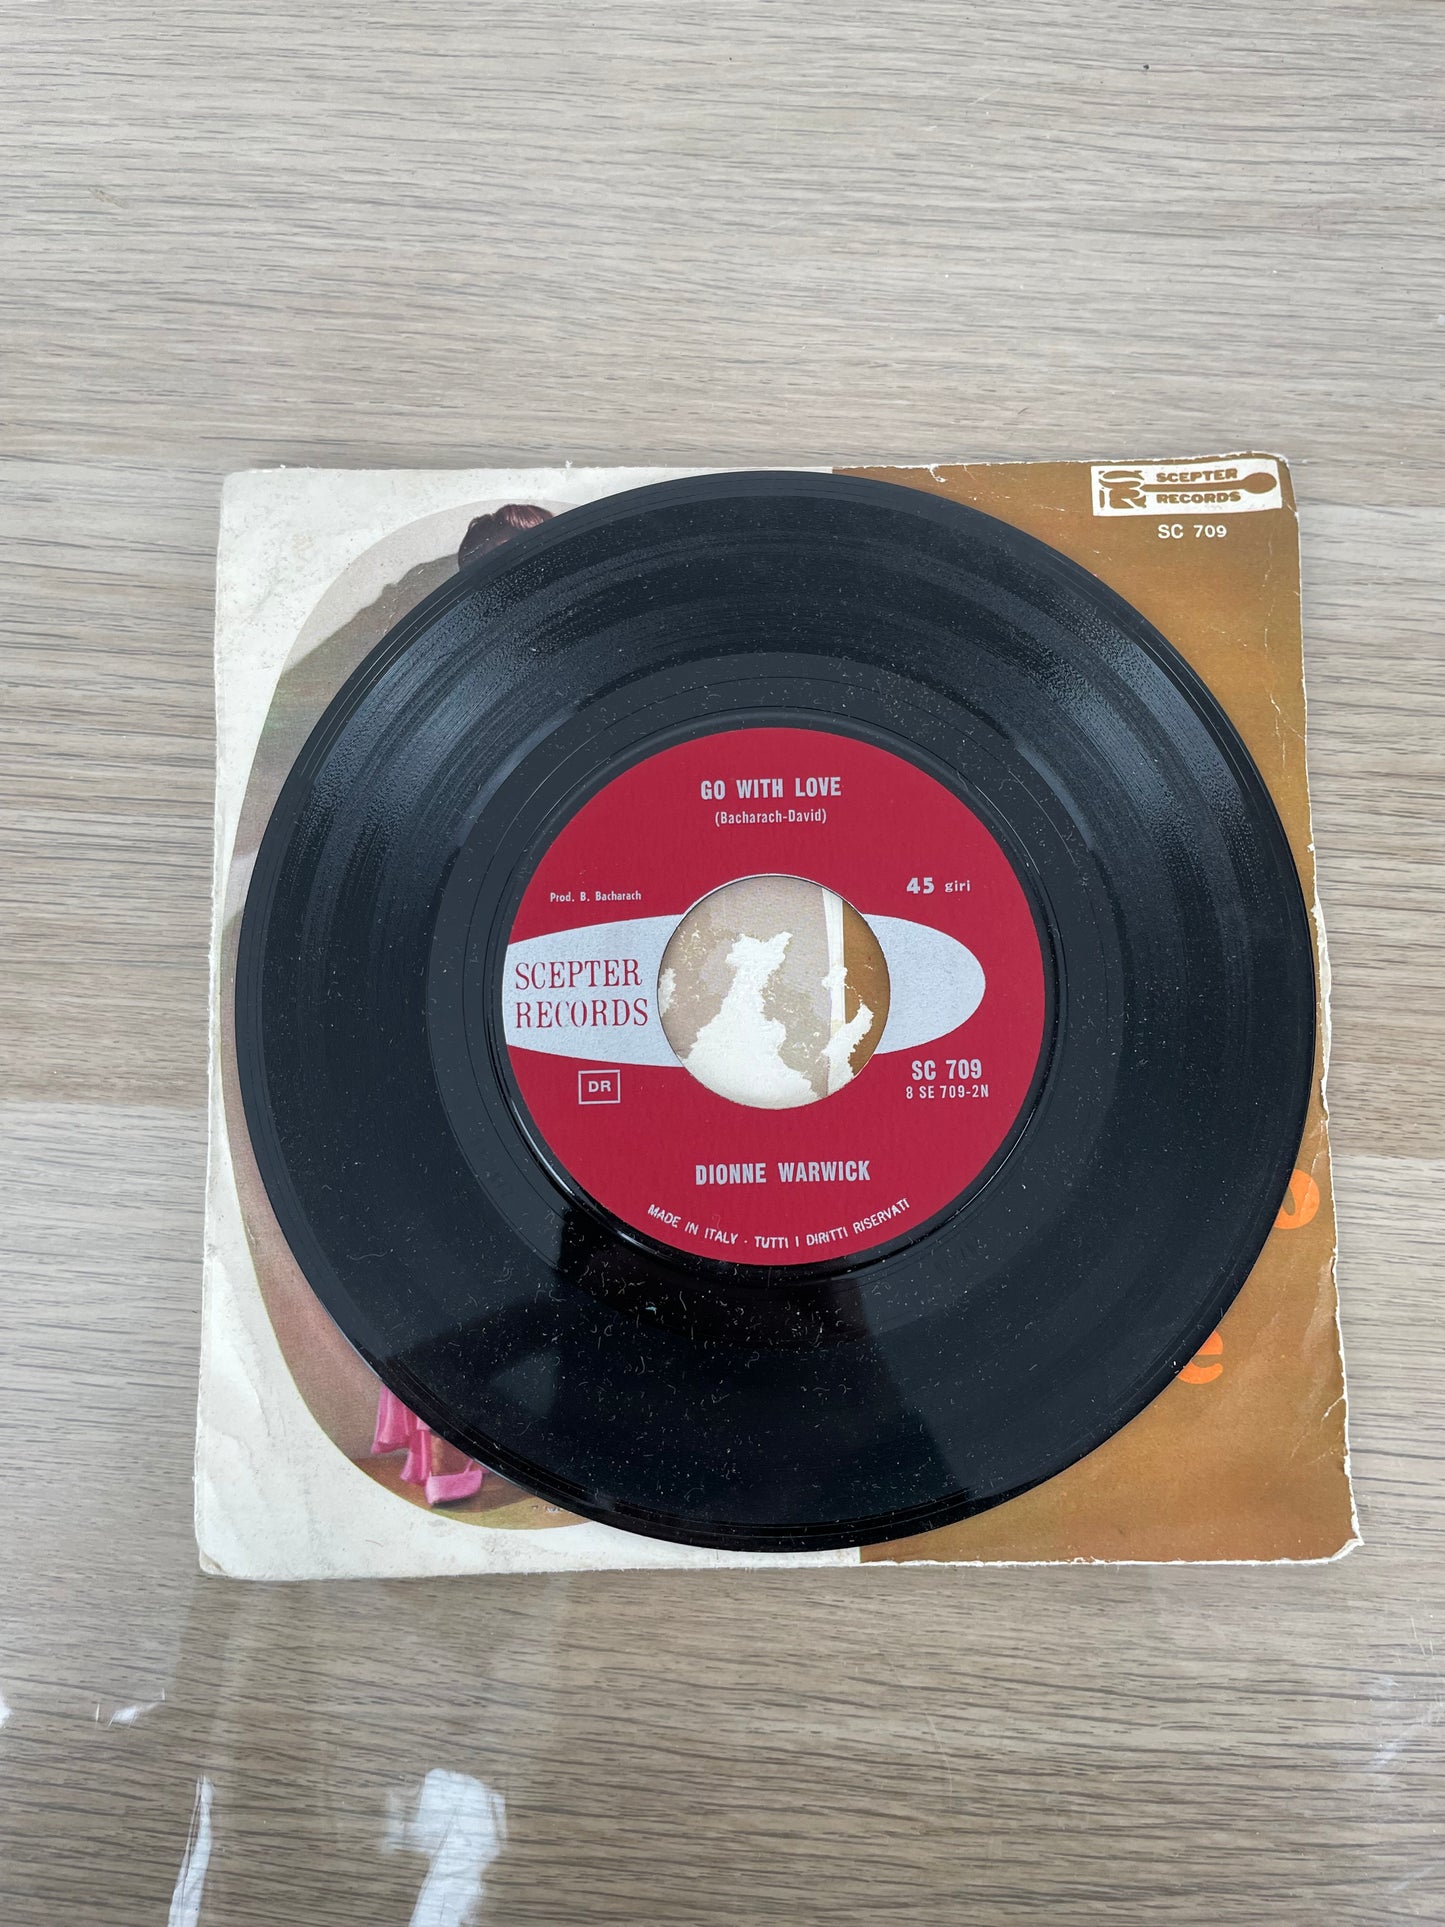 SCEPTER
RECORDS
SC 709
GO WITH LOVE
(Bacharach-David)
45 giri
Prod. B. Bacharach
SCEPTER
RECORDS
SC 709
8 SE 709-2N
DR
DIONNE WARWICK
MADE IN ITALY · TUTTI I DIRITTI RISERVATI